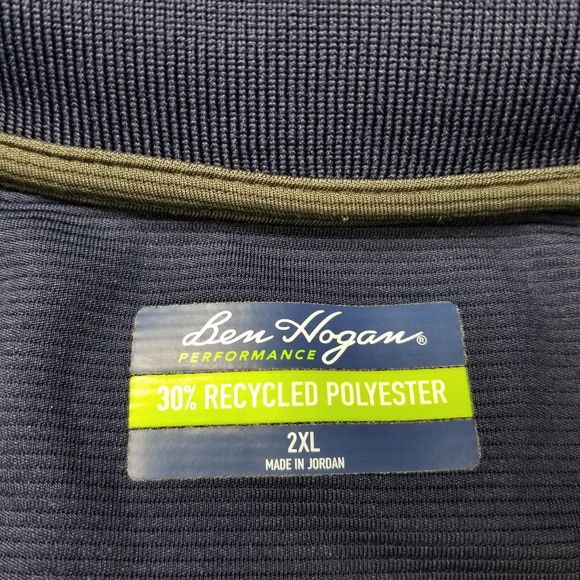 Ben Hogan®
PERFORMANCE
30% RECYCLED POLYESTER
2XL
MADE IN JORDAN